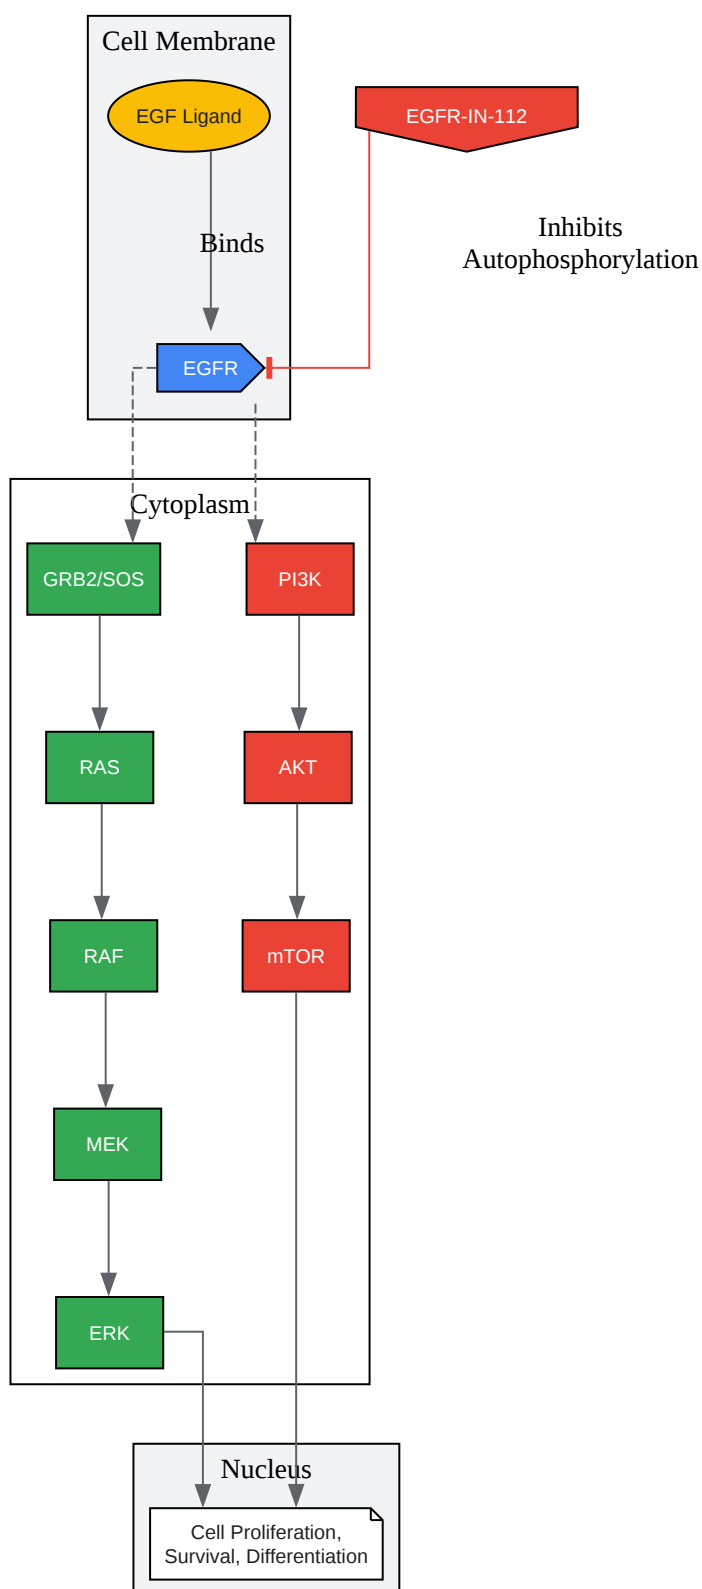 Cell Membrane
EGF Ligand
EGFR-IN-112
Binds
Inhibits
Autophosphorylation
EGFR
Cytoplasm
GRB2/SOS
PI3K
RAS
AKT
RAF
mTOR
MEK
ERK
Nucleus
Cell Proliferation,
Survival, Differentiation